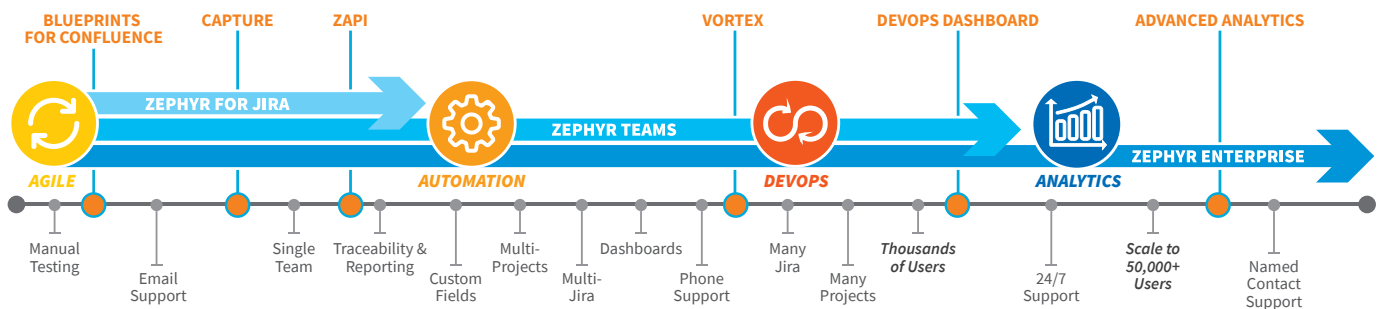 BLUEPRINTS
FOR CONFLUENCE
CAPTURE
ZAPI
VORTEX
DEVOPS DASHBOARD
ADVANCED ANALYTICS
ZEPHYR FOR JIRA
ZEPHYR TEAMS
ZEPHYR ENTERPRISE
AGILE
AUTOMATION
DEVOPS
ANALYTICS
Manual
Testing
Email
Support
Single
Team
Traceability &
Reporting
Custom
Fields
Multi-
Projects
Multi-
Jira
Dashboards
Phone
Support
Many
Jira
Many
Projects
Thousands
of Users
24/7
Support
Scale to
50,000+
Users
Named
Contact
Support